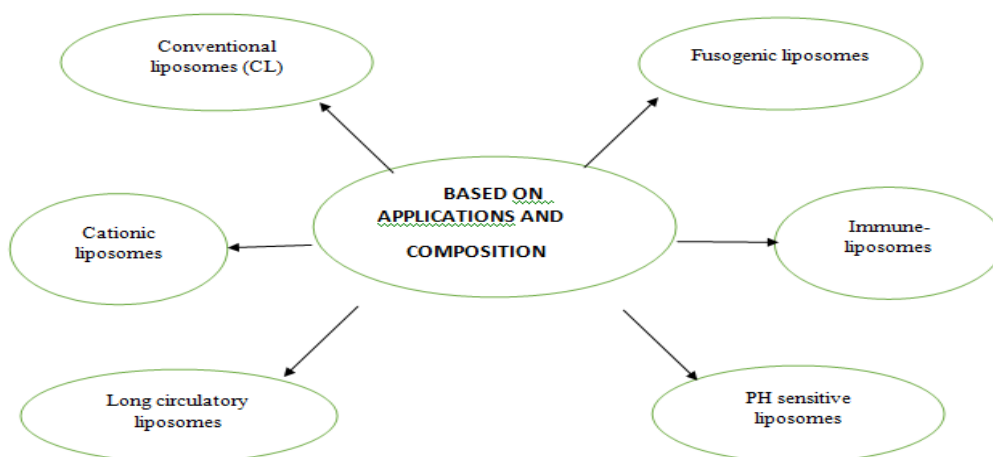 Conventional
liposomes (CL)
Fusogenic liposomes
BASED ON
APPLICATIONS AND
COMPOSITION
Cationic
liposomes
Immune-
liposomes
Long circulatory
liposomes
PH sensitive
liposomes